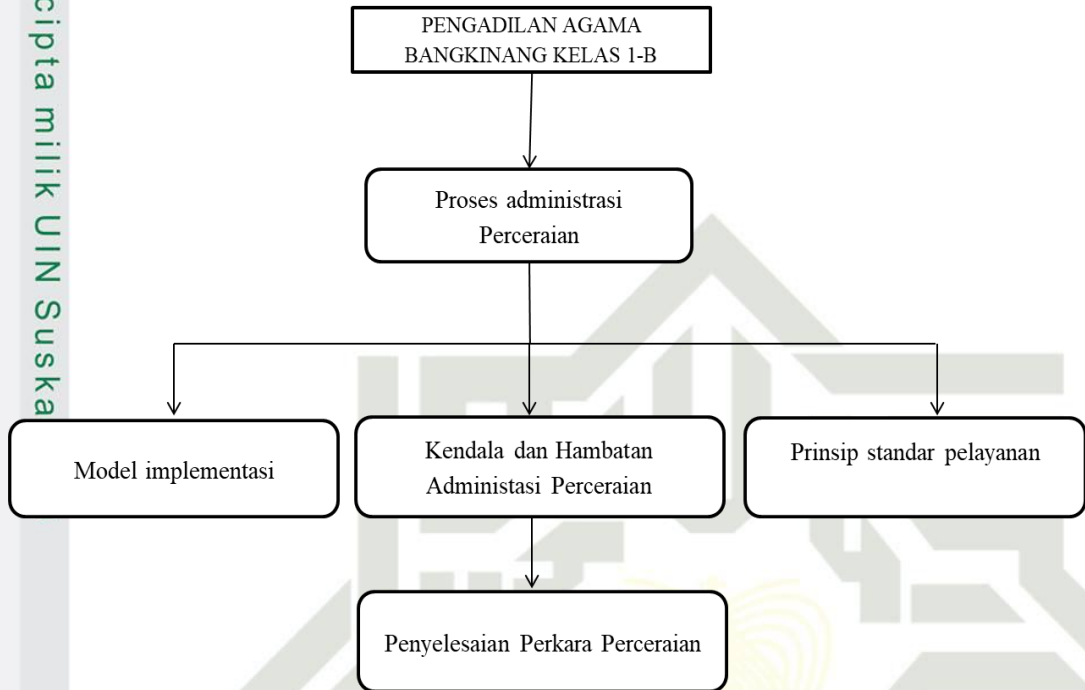 cipta milik UIN Suska
PENGADILAN AGAMA
BANGKINANG KELAS 1-B
Proses administrasi
Perceraian
Model implementasi
Kendala dan Hambatan
Administasi Perceraian
Prinsip standar pelayanan
Penyelesaian Perkara Perceraian